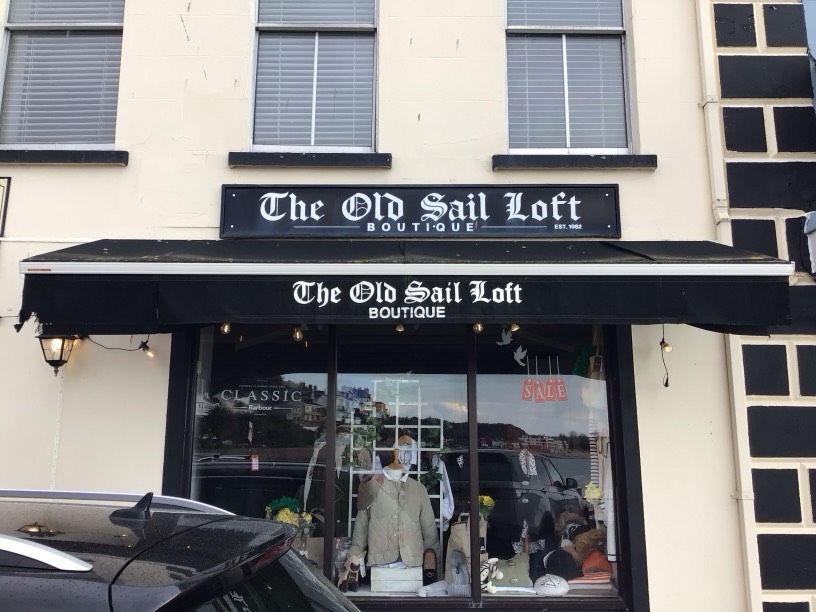 The Old Sail Loft
BOUTIQUE
EST. 1982
The Old Sail Loft
BOUTIQUE
SALE
CLASSIC
Barbour